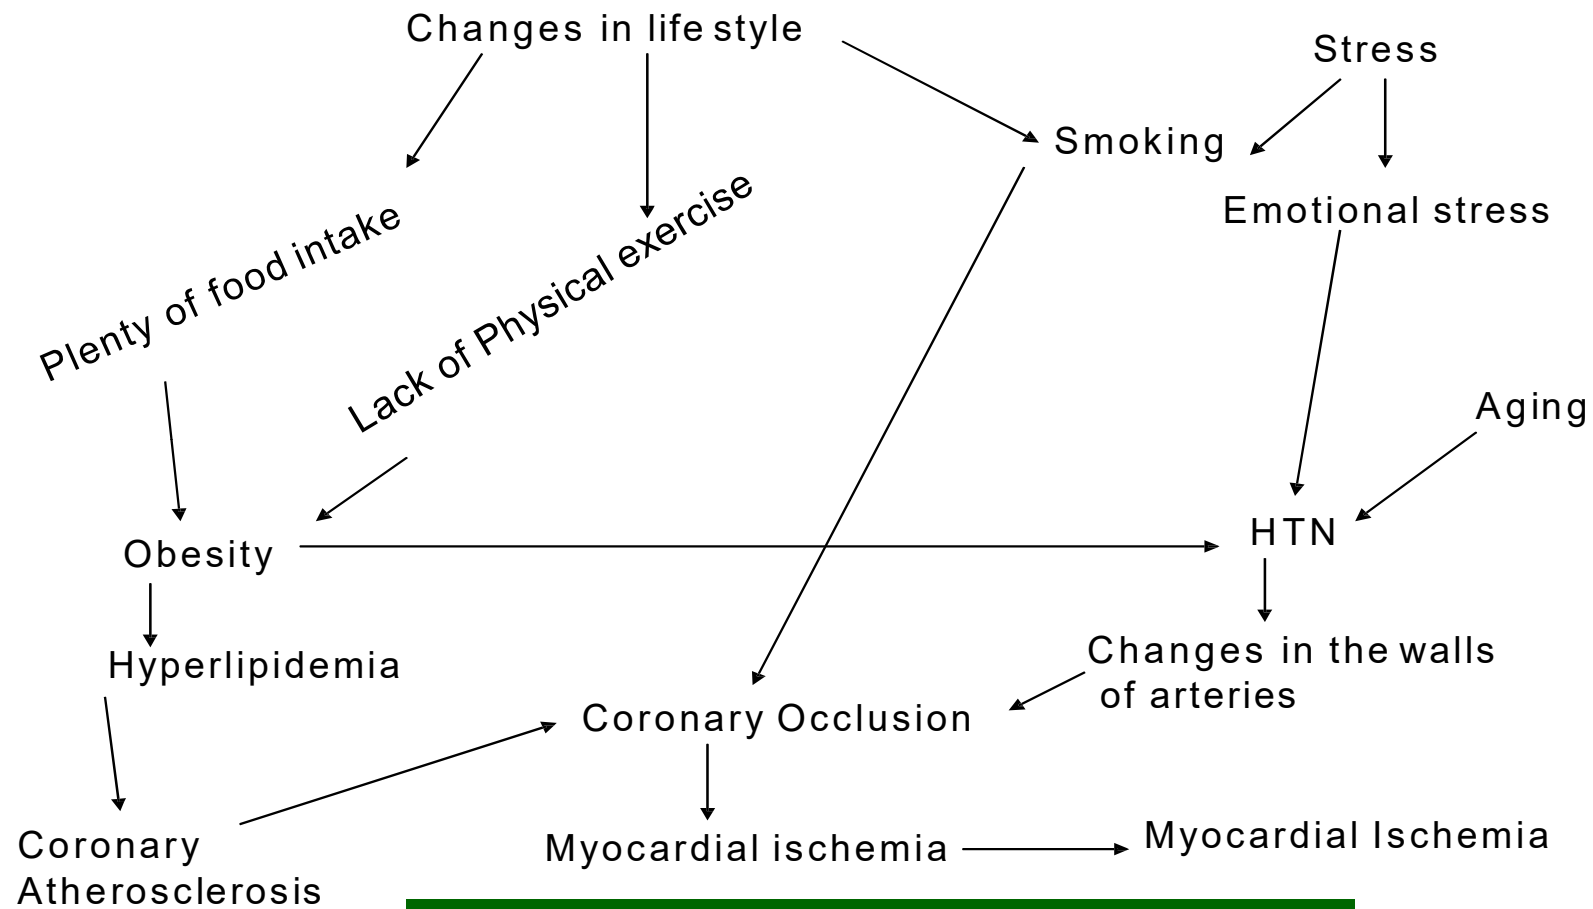 Changes in life style
Stress
Smoking
Emotional stress
Plenty of food intake
Lack of Physical exercise
Aging
HTN
Obesity
Hyperlipidemia
Changes in the walls
of arteries
Coronary Occlusion
Coronary
Atherosclerosis
Myocardial ischemia
Myocardial Ischemia